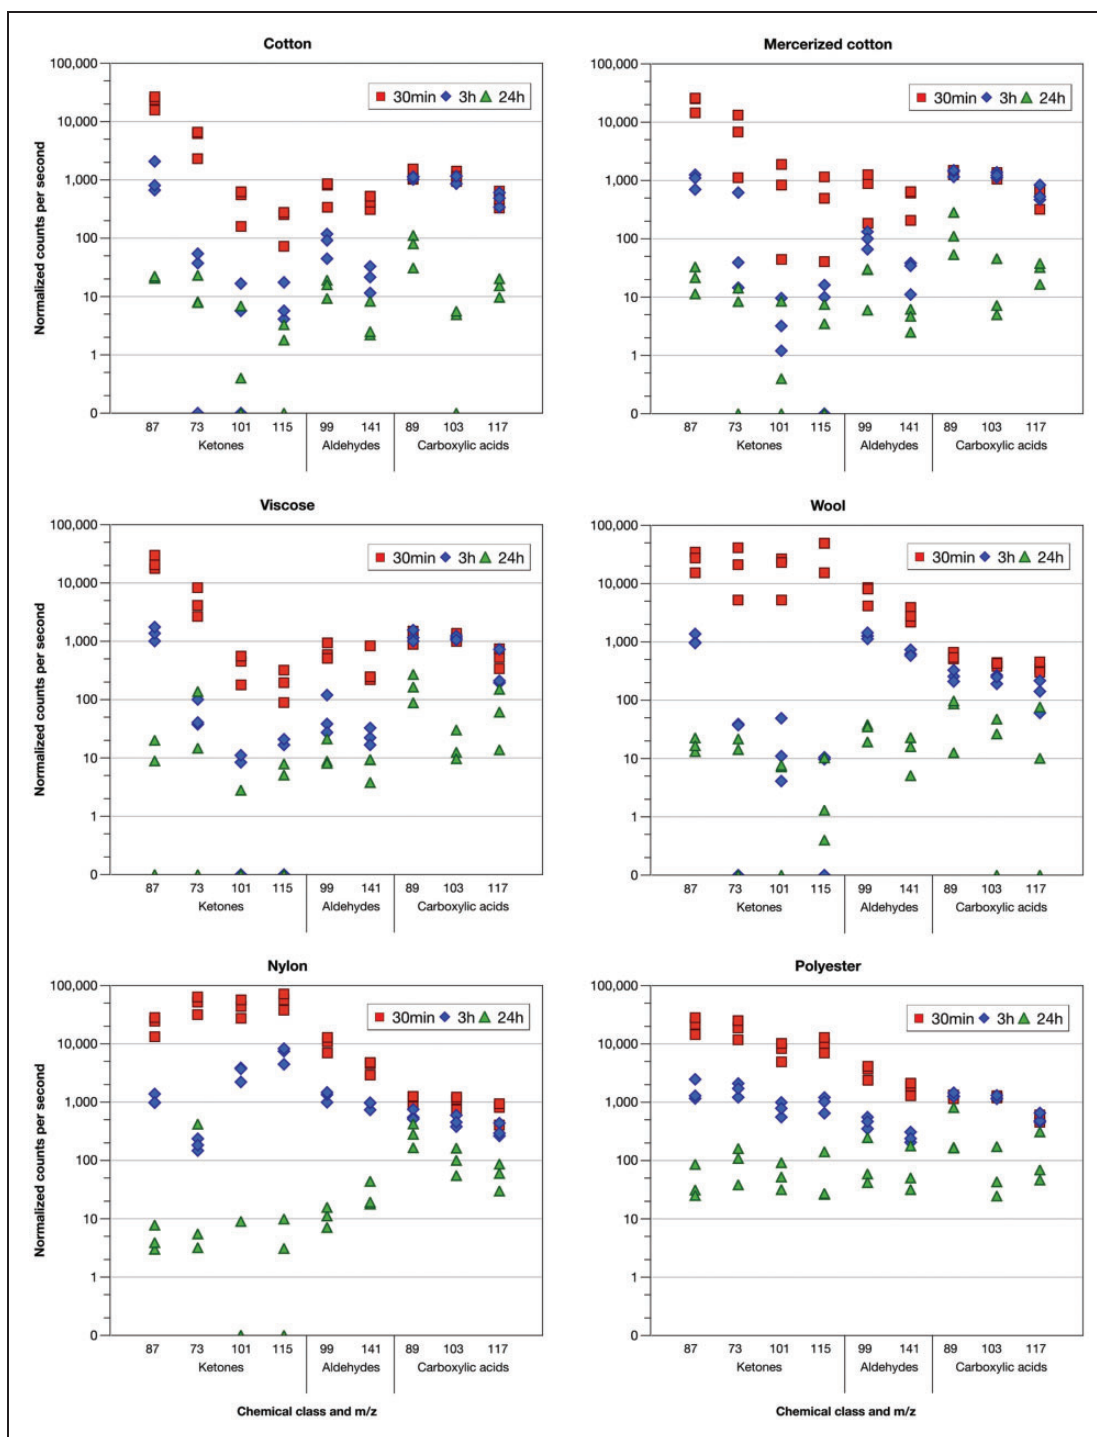 Cotton
Normalized counts per second
100,000
10,000
1,000
100
10
1
0
30min 3h 24h
87 73 101 115 99 141 89 103 117
Ketones Aldehydes Carboxylic acids
Mercerized cotton
100,000
10,000
1,000
100
10
1
0
30min 3h 24h
87 73 101 115 99 141 89 103 117
Ketones Aldehydes Carboxylic acids
Viscose
Normalized counts per second
100,000
10,000
1,000
100
10
1
0
30min 3h 24h
87 73 101 115 99 141 89 103 117
Ketones Aldehydes Carboxylic acids
Wool
100,000
10,000
1,000
100
10
1
0
30min 3h 24h
87 73 101 115 99 141 89 103 117
Ketones Aldehydes Carboxylic acids
Nylon
Normalized counts per second
100,000
10,000
1,000
100
10
1
0
30min 3h 24h
87 73 101 115 99 141 89 103 117
Ketones Aldehydes Carboxylic acids
Chemical class and m/z
Polyester
100,000
10,000
1,000
100
10
1
0
30min 3h 24h
87 73 101 115 99 141 89 103 117
Ketones Aldehydes Carboxylic acids
Chemical class and m/z